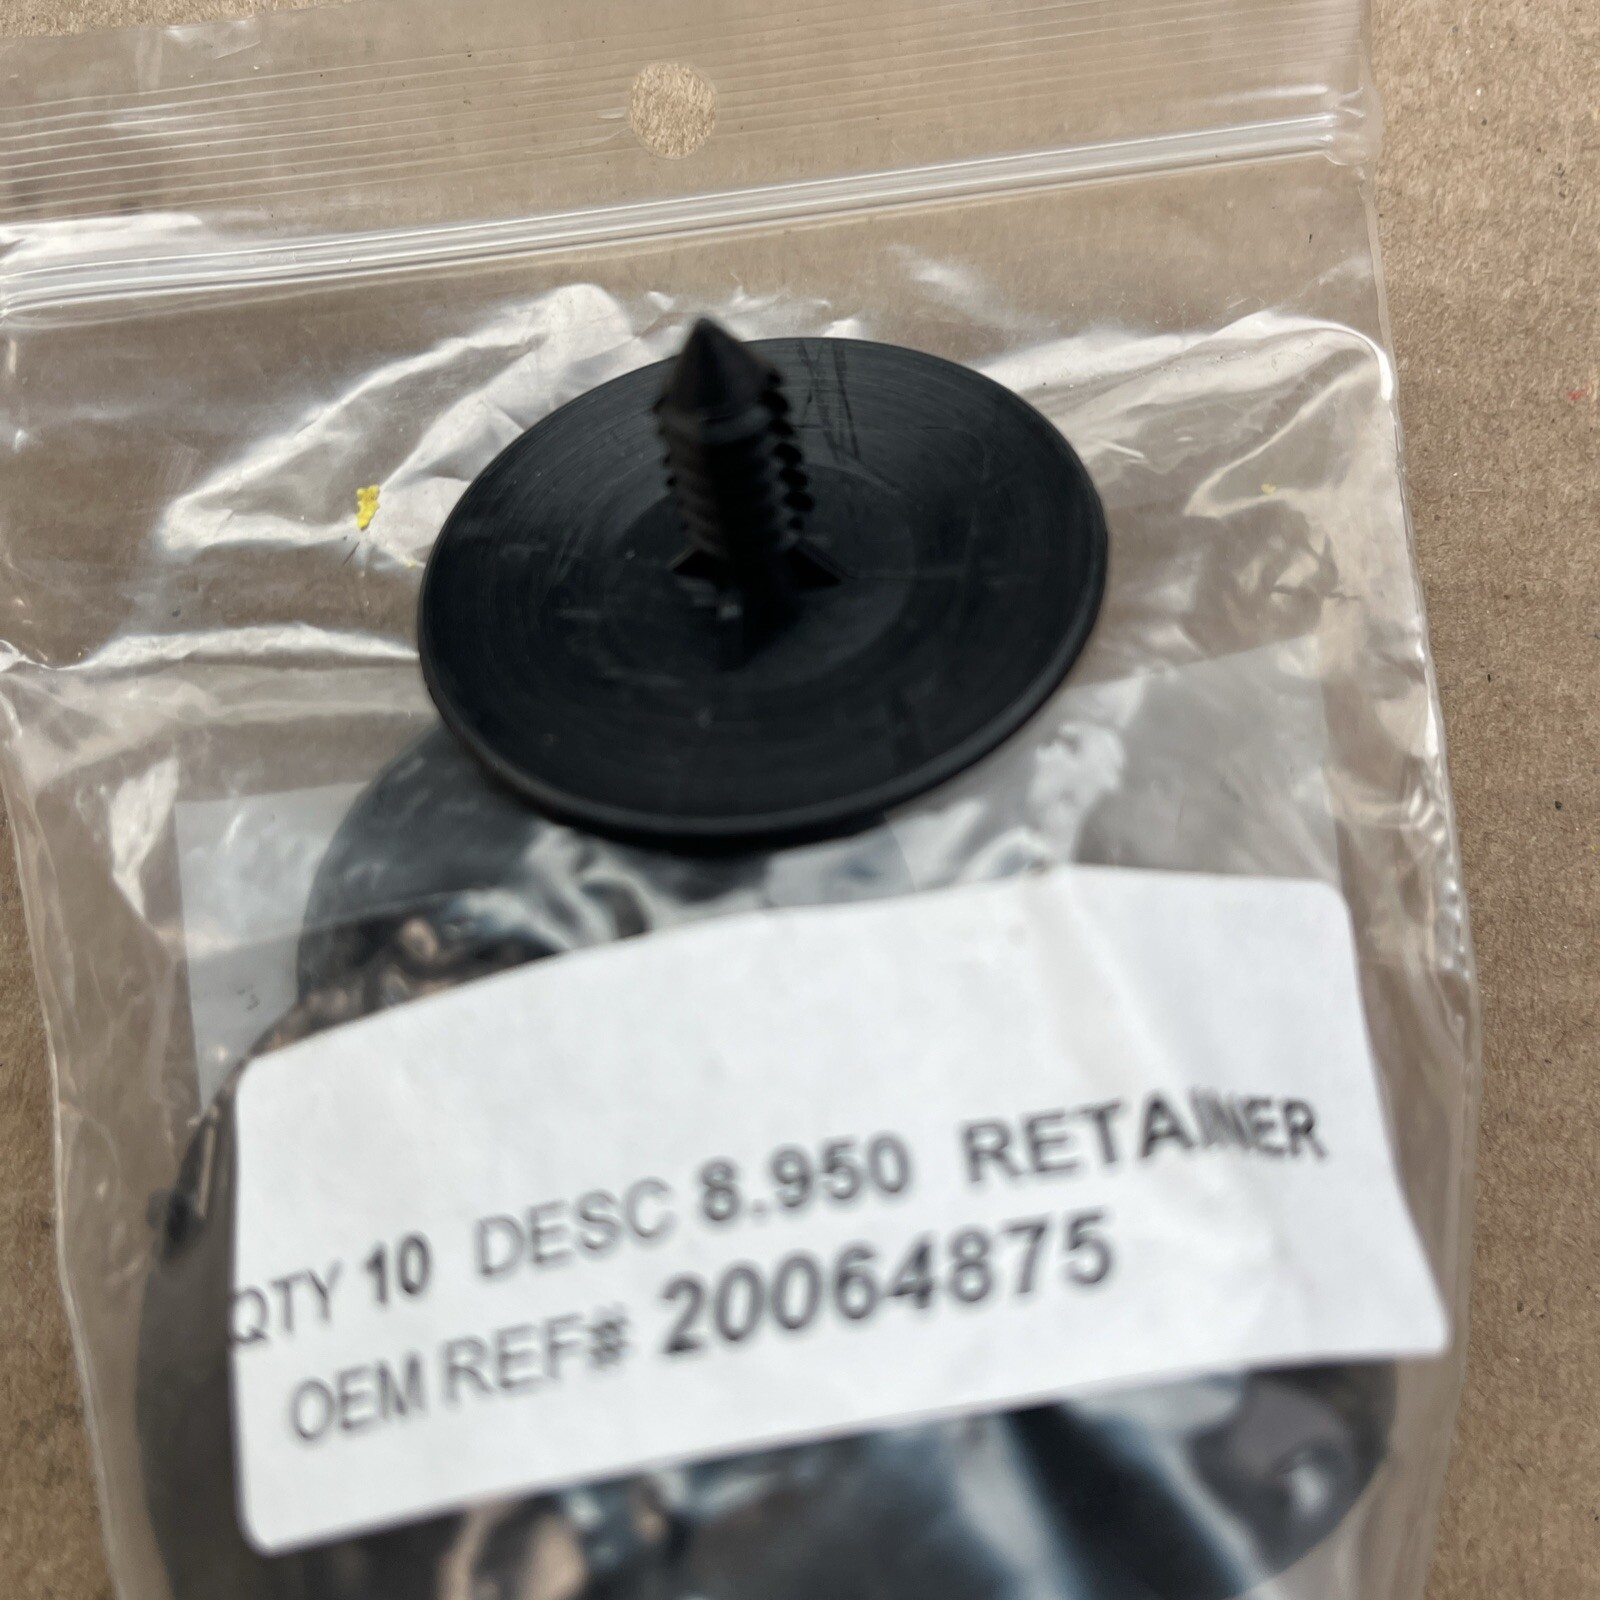 QTY 10 DESC 8.950 RETAINER
OEM REF# 20064875